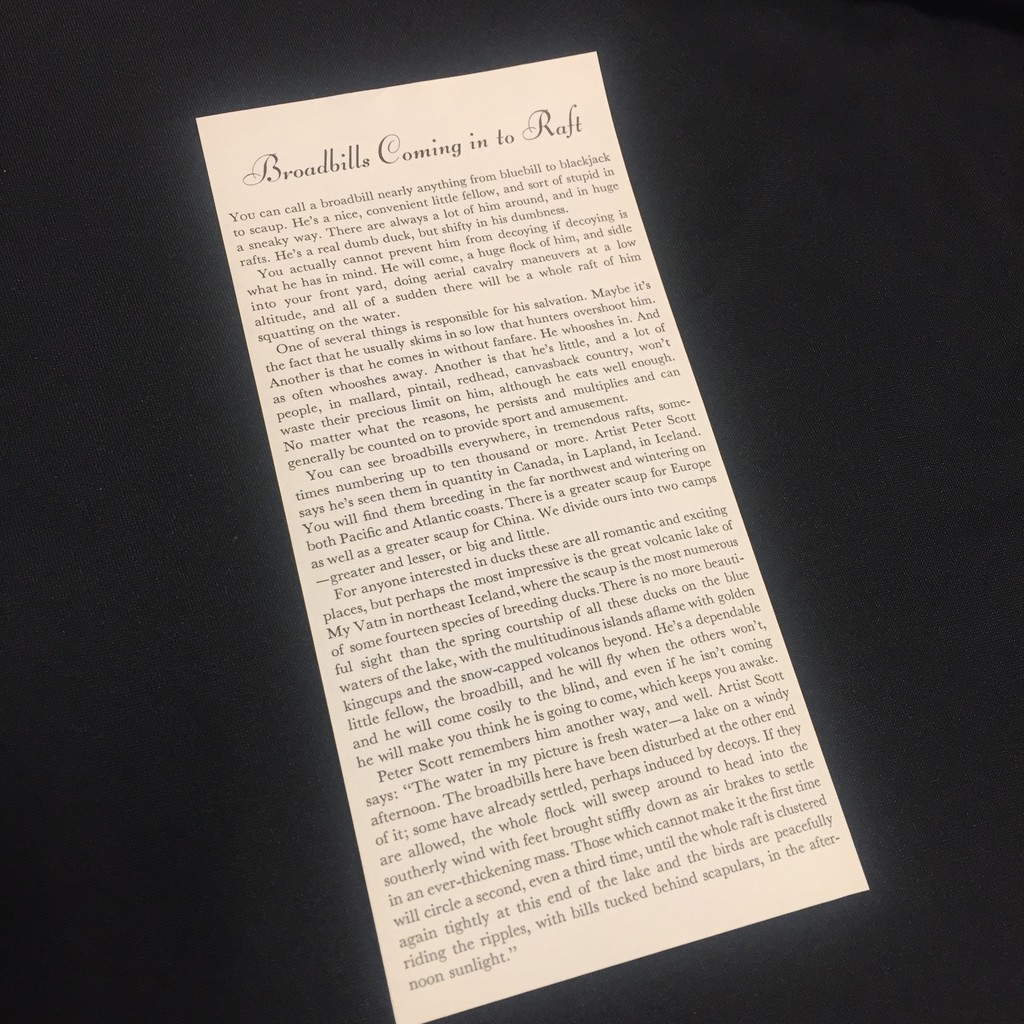 Broadbills Coming in to Raft
You can call a broadbill nearly anything from bluebill to blackjack
to scaup. He's a nice, convenient little fellow, and sort of stupid in
a sneaky way. There are always a lot of him around, and in huge
rafts. He's a real dumb duck, but shifty in his dumbness.
You actually cannot prevent him from decoying if decoying is
what he has in mind. He will come, a huge flock of him, and sidle
into your front yard, doing aerial cavalry maneuvers at a low
altitude, and all of a sudden there will be a whole raft of him
squatting on the water.
One of several things is responsible for his salvation. Maybe it's
the fact that he usually skims in so low that hunters overshoot him.
Another is that he comes in without fanfare. He whooshes in. And
as often whooshes away. Another is that he's little, and a lot of
people, in mallard, pintail, redhead, canvasback country, won't
waste their precious limit on him, although he eats well enough.
No matter what the reasons, he persists and multiplies and can
generally be counted on to provide sport and amusement.
You can see broadbills everywhere, in tremendous rafts, some-
times numbering up to ten thousand or more. Artist Peter Scott
says he's seen them in quantity in Canada, in Lapland, in Iceland.
You will find them breeding in the far northwest and wintering on
both Pacific and Atlantic coasts. There is a greater scaup for Europe
as well as a greater scaup for China. We divide ours into two camps
—greater and lesser, or big and little.
For anyone interested in ducks these are all romantic and exciting
places, but perhaps the most impressive is the great volcanic lake of
My Vatn in northeast Iceland, where the scaup is the most numerous
of some fourteen species of breeding ducks. There is no more beauti-
ful sight than the spring courtship of all these ducks on the blue
waters of the lake, with the multitudinous islands aflame with golden
kingcups and the snow-capped volcanos beyond. He's a dependable
little fellow, the broadbill, and he will fly when the others won't,
and he will come cosily to the blind, and even if he isn't coming
he will make you think he is going to come, which keeps you awake.
Peter Scott remembers him another way, and well. Artist Scott
says: "The water in my picture is fresh water—a lake on a windy
afternoon. The broadbills here have been disturbed at the other end
of it; some have already settled, perhaps induced by decoys. If they
are allowed, the whole flock will sweep around to head into the
southerly wind with feet brought stiffly down as air brakes to settle
in an ever-thickening mass. Those which cannot make it the first time
will circle a second, even a third time, until the whole raft is clustered
again tightly at this end of the lake and the birds are peacefully
riding the ripples, with bills tucked behind scapulars, in the after-
noon sunlight."